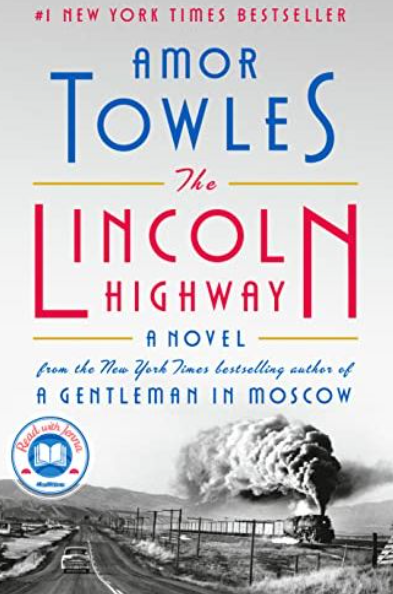 #1 NEW YORK TIMES BESTSELLER
AMOR
TOWLES
The
LINCOLN
HIGHWAY
A NOVEL
from the New York Times bestselling author of
A GENTLEMAN IN MOSCOW
Read with Jenna